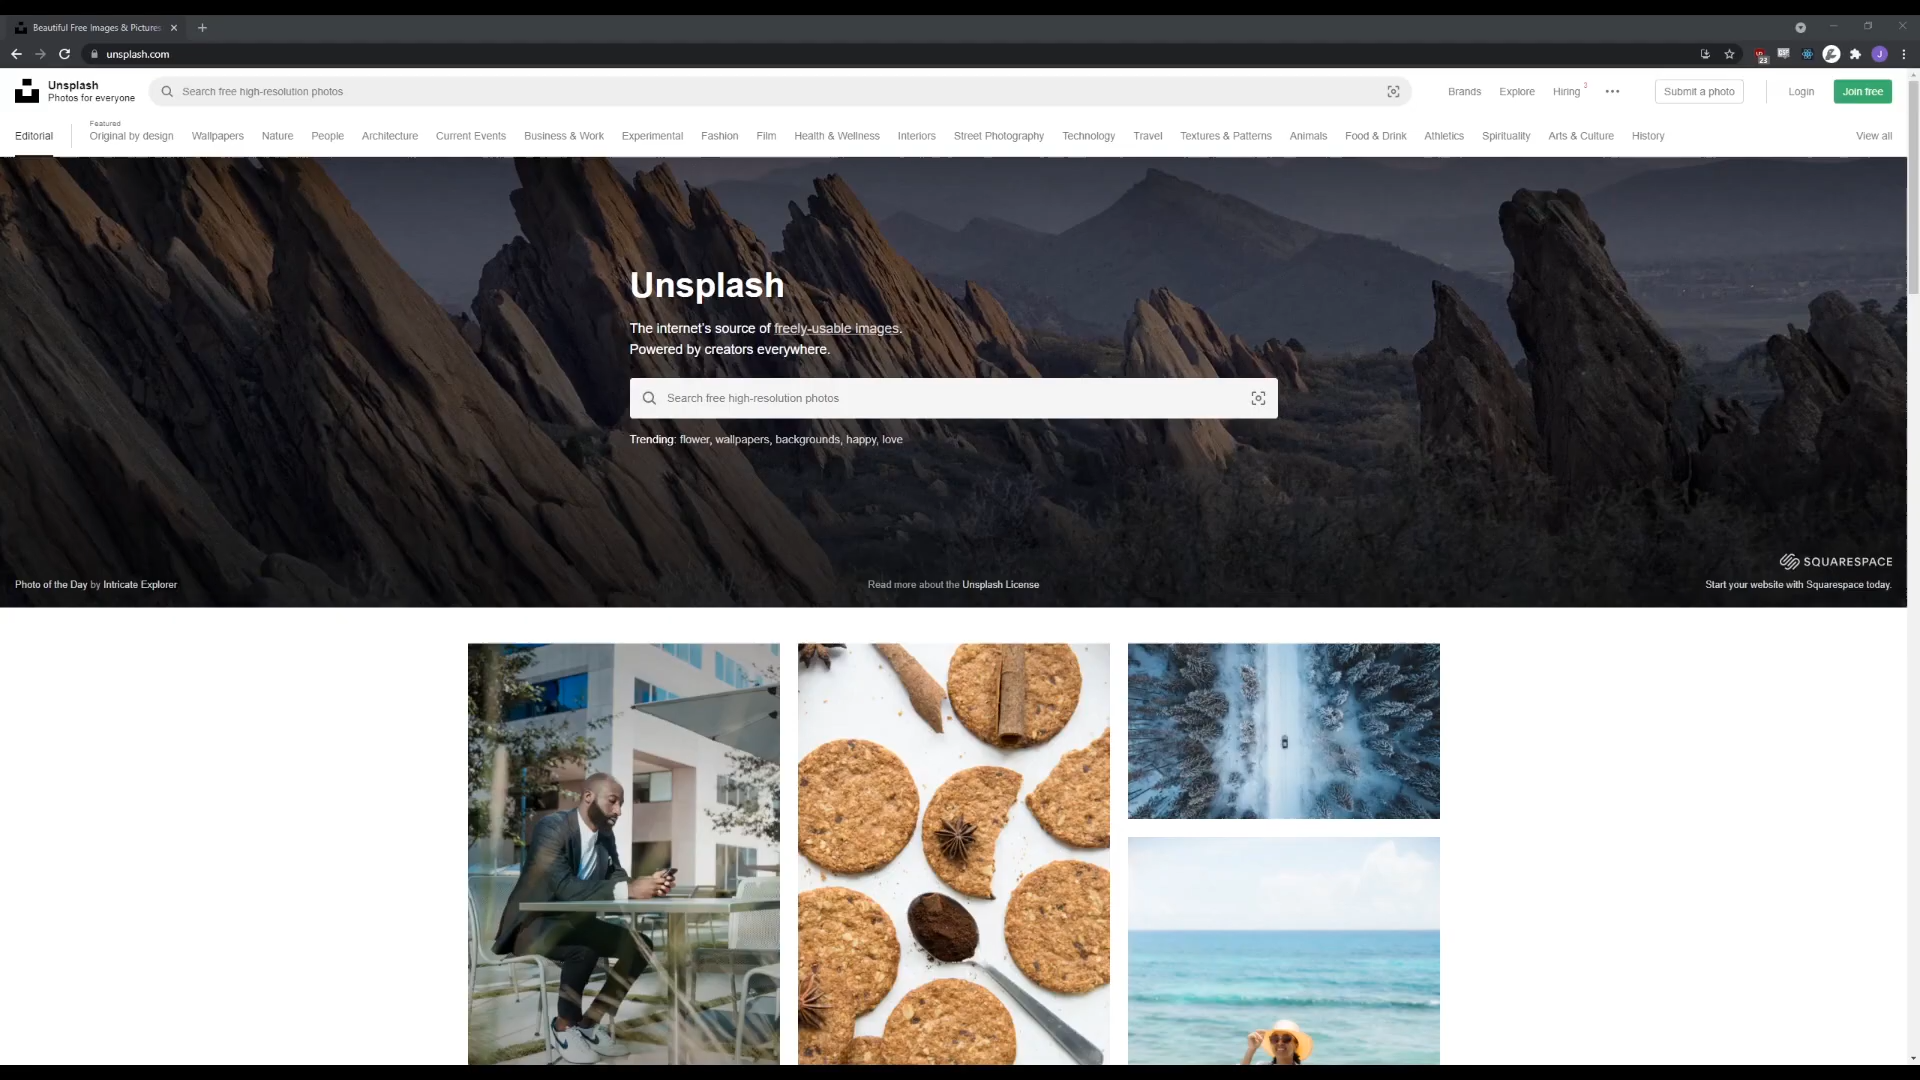 Beautiful Free Images & Pictures
unsplash.com
23
J
Unsplash
Photos for everyone
Search free high-resolution photos
Brands
Explore
Hiring 3
Submit a photo
Login
Join free
Editorial
Featured
Original by design
Wallpapers
Nature
People
Architecture
Current Events
Business & Work
Experimental
Fashion
Film
Health & Wellness
Interiors
Street Photography
Technology
Travel
Textures & Patterns
Animals
Food & Drink
Athletics
Spirituality
Arts & Culture
History
View all
Unsplash
The internet's source of freely-usable images.
Powered by creators everywhere.
Search free high-resolution photos
Trending: flower, wallpapers, backgrounds, happy, love
SQUARESPACE
Photo of the Day by Intricate Explorer
Read more about the Unsplash License
Start your website with Squarespace today.